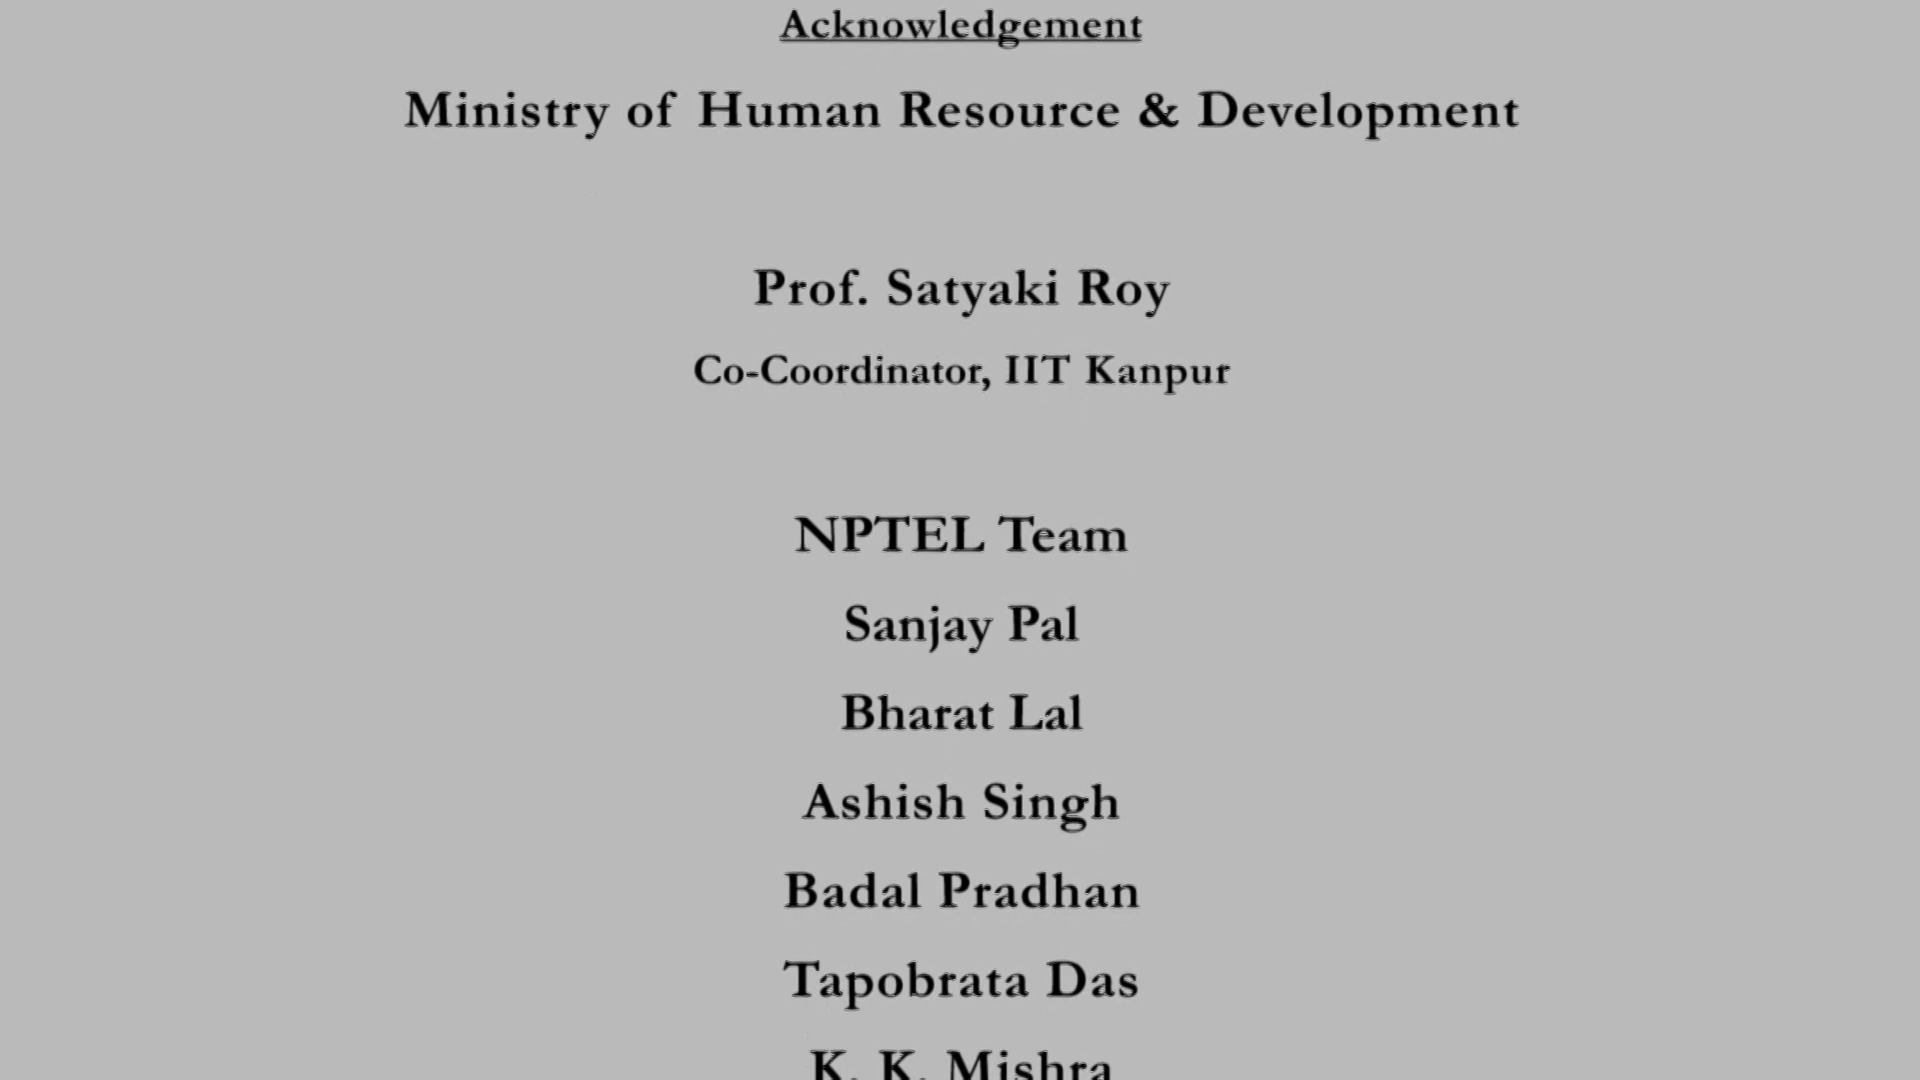 Acknowledgement
Ministry of Human Resource & Development
Prof. Satyaki Roy
Co-Coordinator, IIT Kanpur
NPTEL Team
Sanjay Pal
Bharat Lal
Ashish Singh
Badal Pradhan
Tapobrata Das
K. K. Mishra